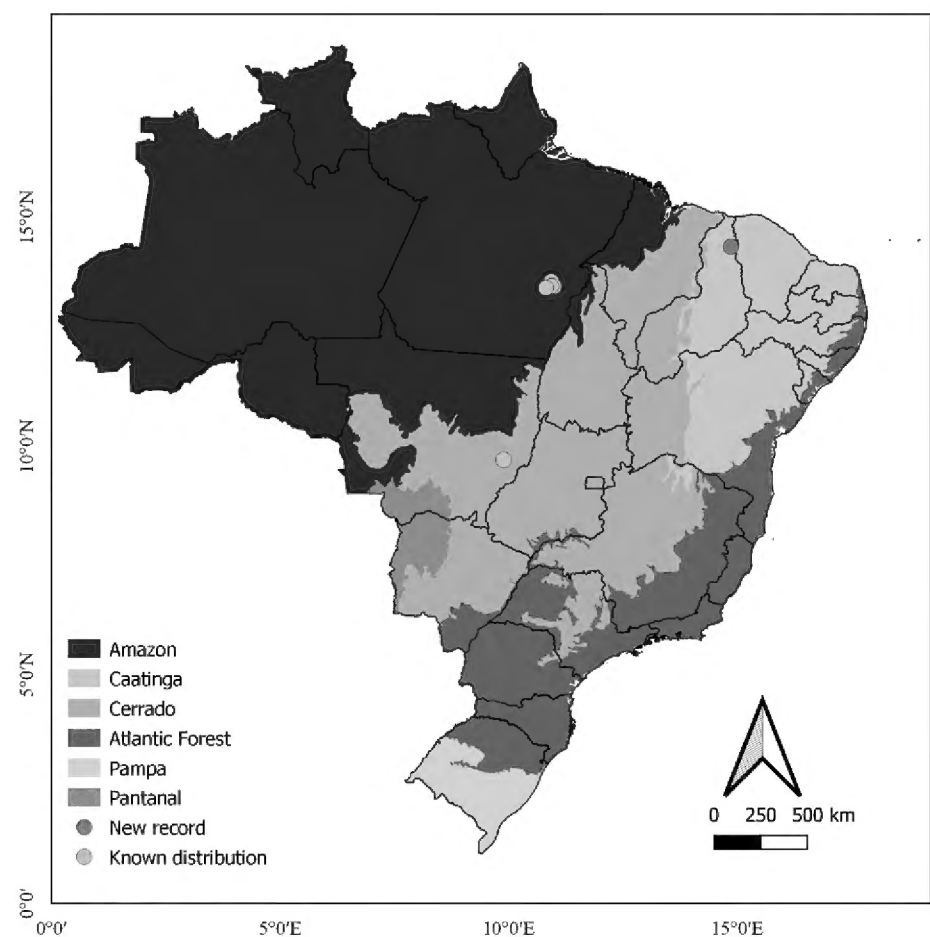 15°0'N
10°0'N
5°0'N
0°0'
Amazon
Caatinga
Cerrado
Atlantic Forest
Pampa
Pantanal
New record
Known distribution
0 250 500 km
0°0' 5°0'E 10°0'E 15°0'E